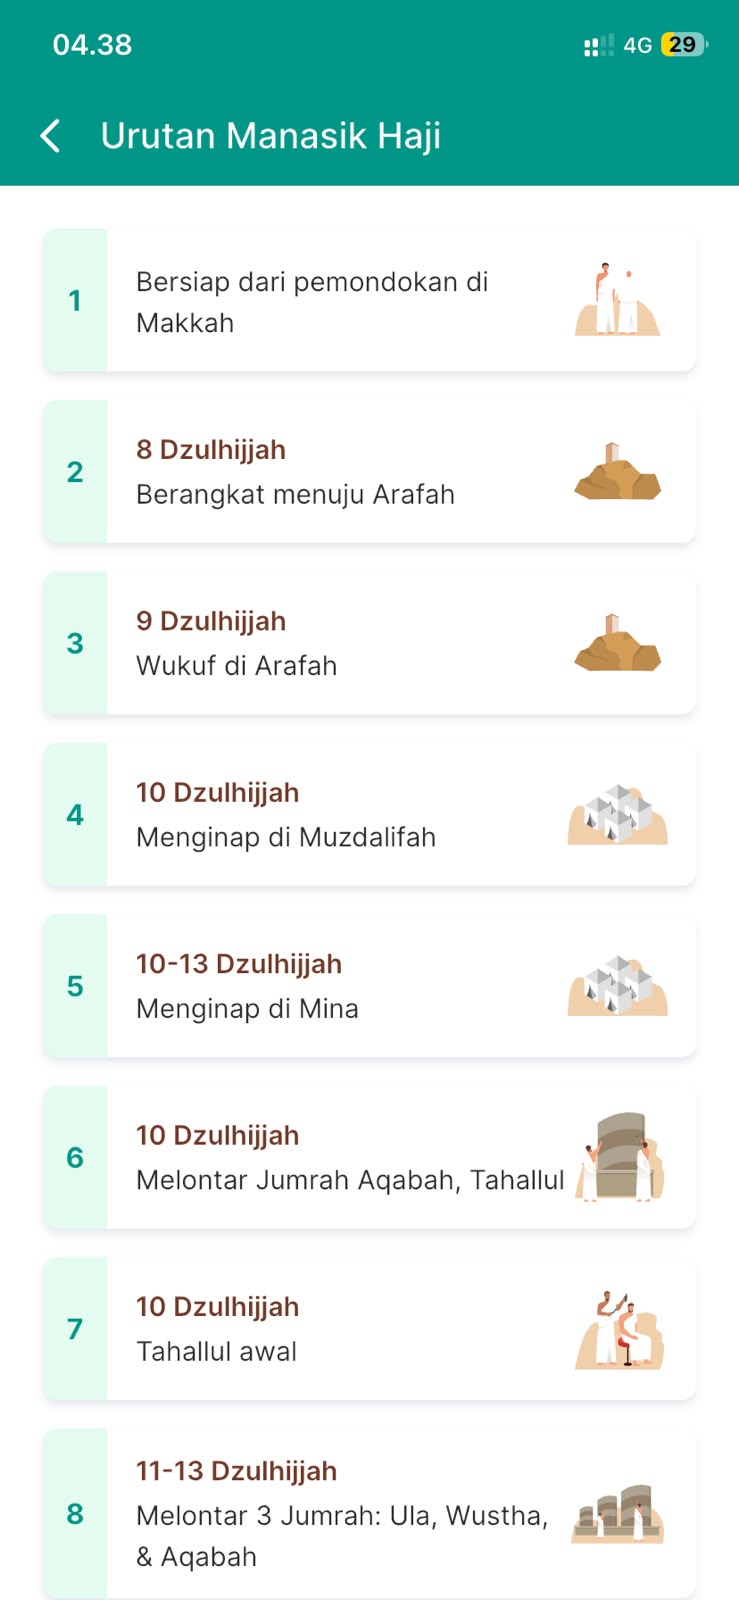 04.38
4G 29
Urutan Manasik Haji
1
Bersiap dari pemondokan di
Makkah
2
8 Dzulhijjah
Berangkat menuju Arafah
3
9 Dzulhijjah
Wukuf di Arafah
4
10 Dzulhijjah
Menginap di Muzdalifah
5
10-13 Dzulhijjah
Menginap di Mina
6
10 Dzulhijjah
Melontar Jumrah Aqabah, Tahallul
7
10 Dzulhijjah
Tahallul awal
8
11-13 Dzulhijjah
Melontar 3 Jumrah: Ula, Wustha,
& Aqabah